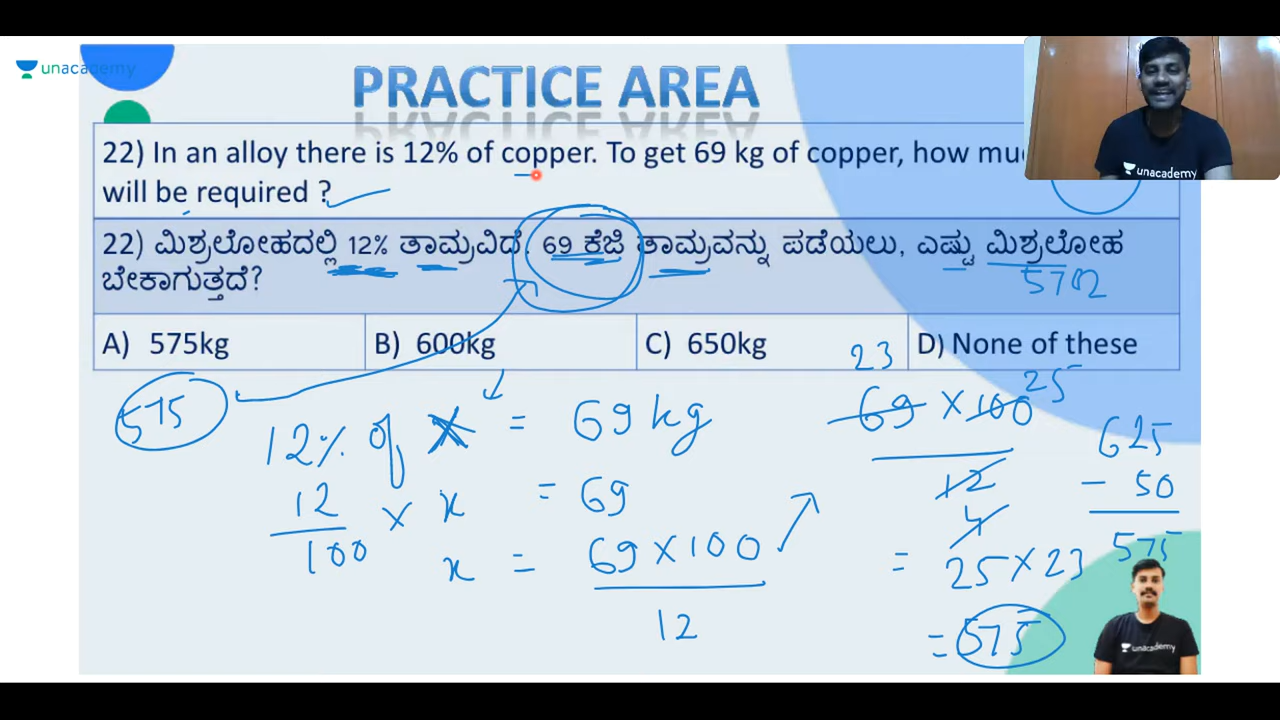 unacademy
PRACTICE AREA
22) In an alloy there is 12% of copper. To get 69 kg of copper, how
will be required ?
22) ಮಿಶ್ರಲೋಹದಲ್ಲಿ 12% ತಾಮ್ರವಿದೆ. 69 ಕೆಜಿ ತಾಮ್ರವನ್ನು ಪಡೆಯಲು, ಎಷ್ಟು ಮಿಶ್ರಲೋಹ
ಬೇಕಾಗುತ್ತದೆ?
A) 575kg B) 600kg C) 650kg D) None of these
575
12% of x = 69 kg
12/100 × x = 69
x = 69 × 100 / 12
23 25
69 × 100
12
4
= 25 × 23
= 575
625
- 50
575
unacademy
unacademy